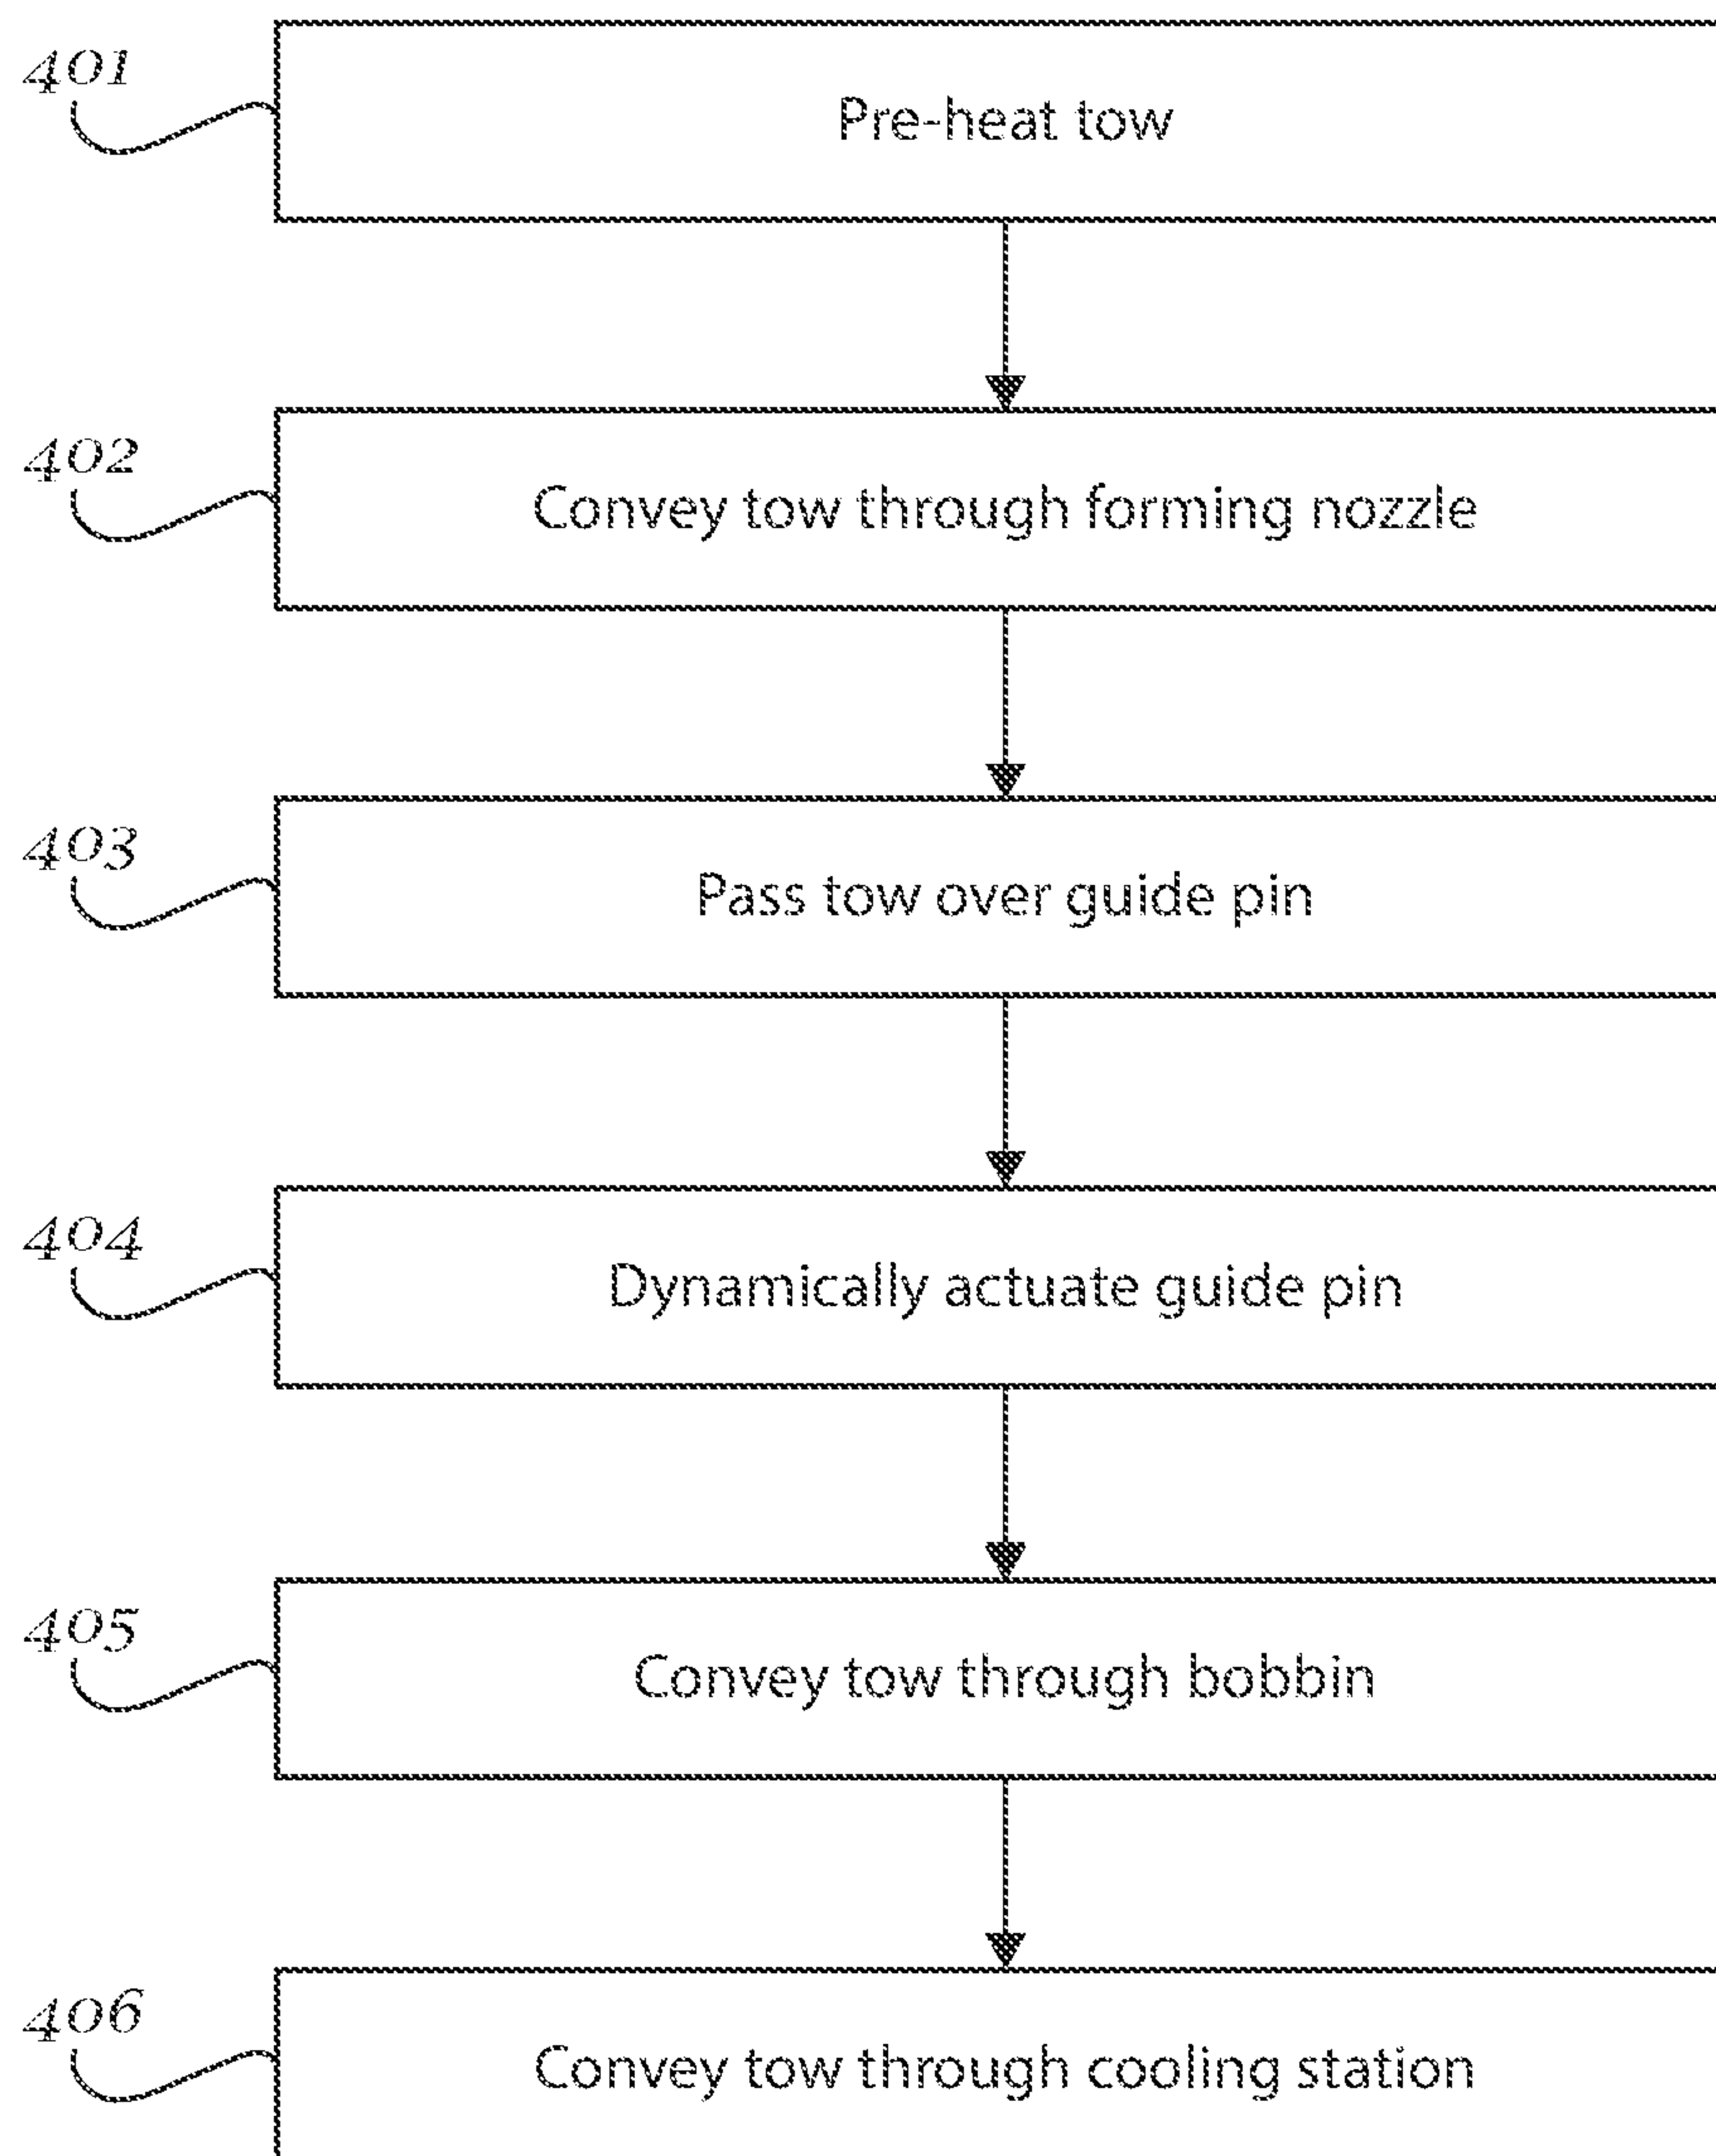 401
Pre-heat tow
402
Convey tow through forming nozzle
403
Pass tow over guide pin
404
Dynamically actuate guide pin
405
Convey tow through bobbin
406
Convey tow through cooling station